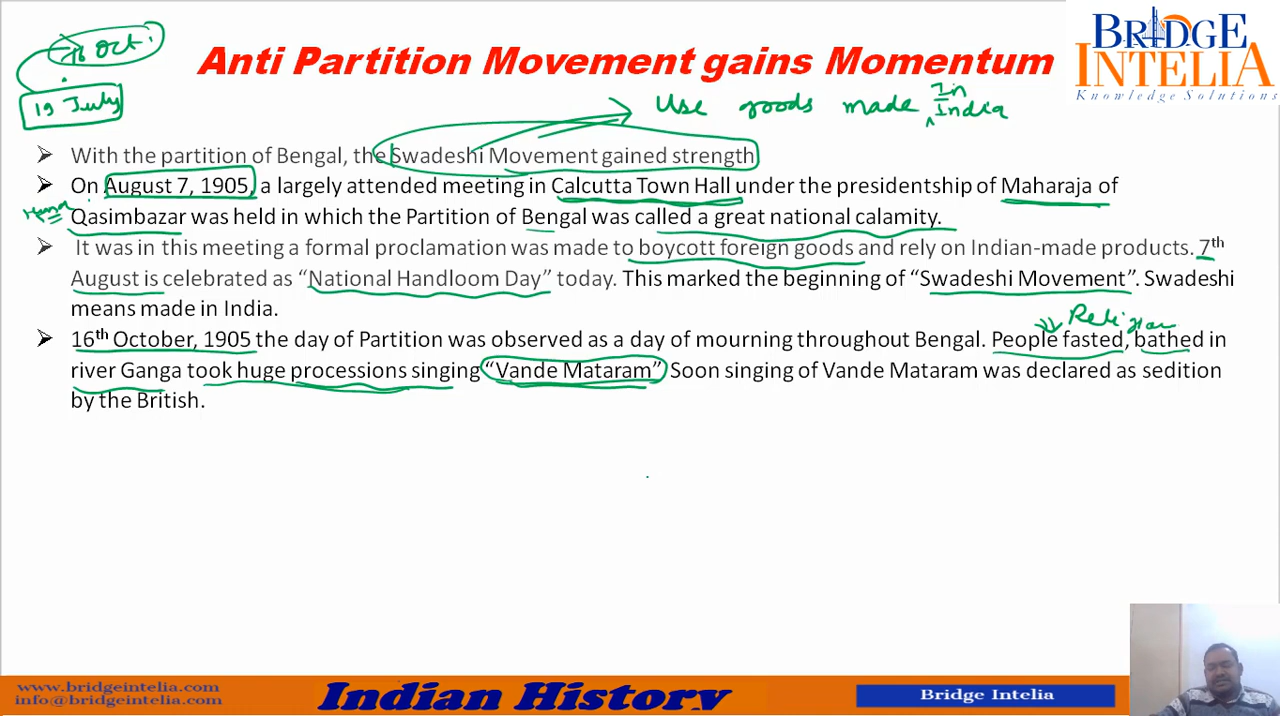 16 Oct.
Anti Partition Movement gains Momentum
BRIDGE
INTELIA
Knowledge Solutions
19 July
Use goods made In India
➤ With the partition of Bengal, the Swadeshi Movement gained strength
➤ On August 7, 1905, a largely attended meeting in Calcutta Town Hall under the presidentship of Maharaja of
Qasimbazar was held in which the Partition of Bengal was called a great national calamity.
➤ It was in this meeting a formal proclamation was made to boycott foreign goods and rely on Indian-made products. 7th
August is celebrated as “National Handloom Day” today. This marked the beginning of “Swadeshi Movement”. Swadeshi
means made in India.
Religion
➤ 16th October, 1905 the day of Partition was observed as a day of mourning throughout Bengal. People fasted, bathed in
river Ganga took huge processions singing “Vande Mataram” Soon singing of Vande Mataram was declared as sedition
by the British.
www.bridgeintelia.com
info@bridgeintelia.com
Indian History
Bridge Intelia